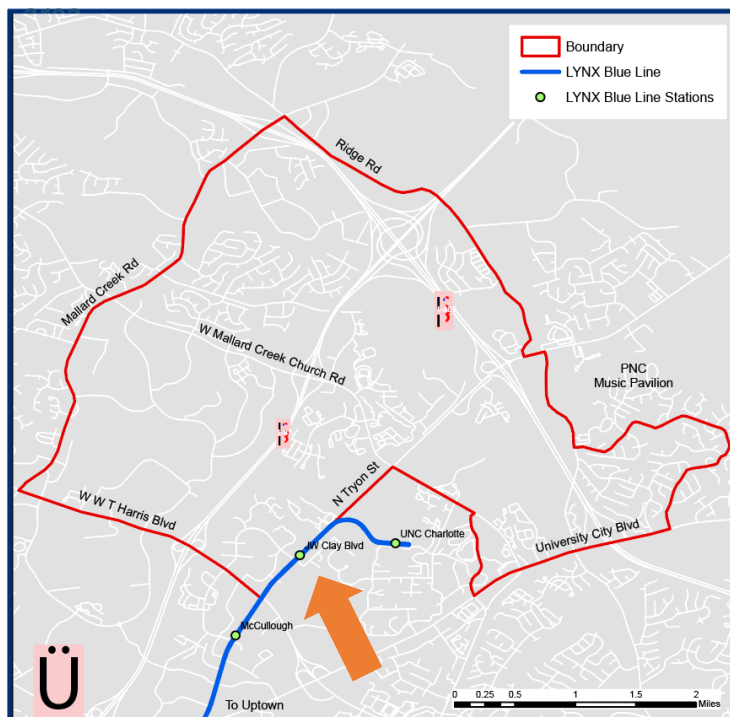 Boundary
LYNX Blue Line
LYNX Blue Line Stations
Ridge Rd
Mallard Creek Rd
W Mallard Creek Church Rd
PNC
Music Pavilion
N Tryon St
W W T Harris Blvd
JW Clay Blvd
UNC Charlotte
University City Blvd
McCullough
Ü
To Uptown
0 0.25 0.5 1 1.5 2
Miles